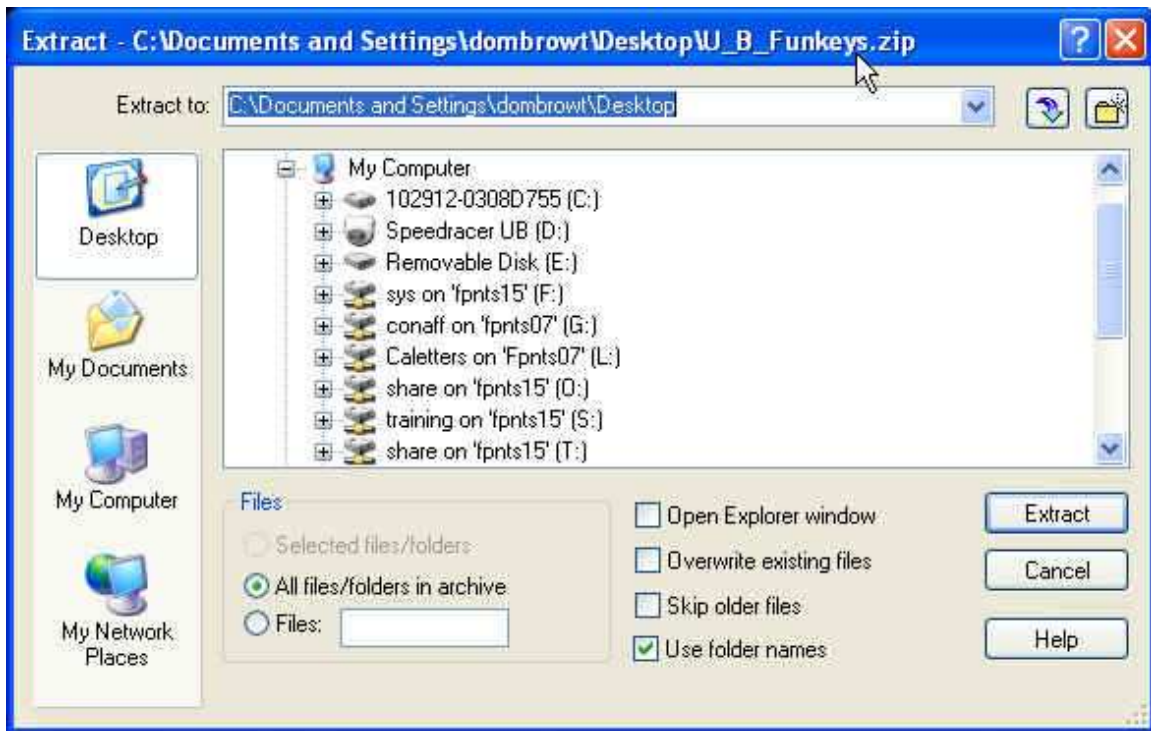 Extract - C:\Documents and Settings\dombrowt\Desktop\U_B_Funkeys.zip
Extract to: C:\Documents and Settings\dombrowt\Desktop
Desktop
My Documents
My Computer
My Network
Places
My Computer
102912-0308D755 (C:)
Speedracer UB (D:)
Removable Disk (E:)
sys on 'fpnts15' (F:)
conaff on 'fpnts07' (G:)
Caletters on 'Fpnts07' (L:)
share on 'fpnts15' (O:)
training on 'fpnts15' (S:)
share on 'fpnts15' (T:)
Files
Selected files/folders
All files/folders in archive
Files:
Open Explorer window
Overwrite existing files
Skip older files
Use folder names
Extract
Cancel
Help